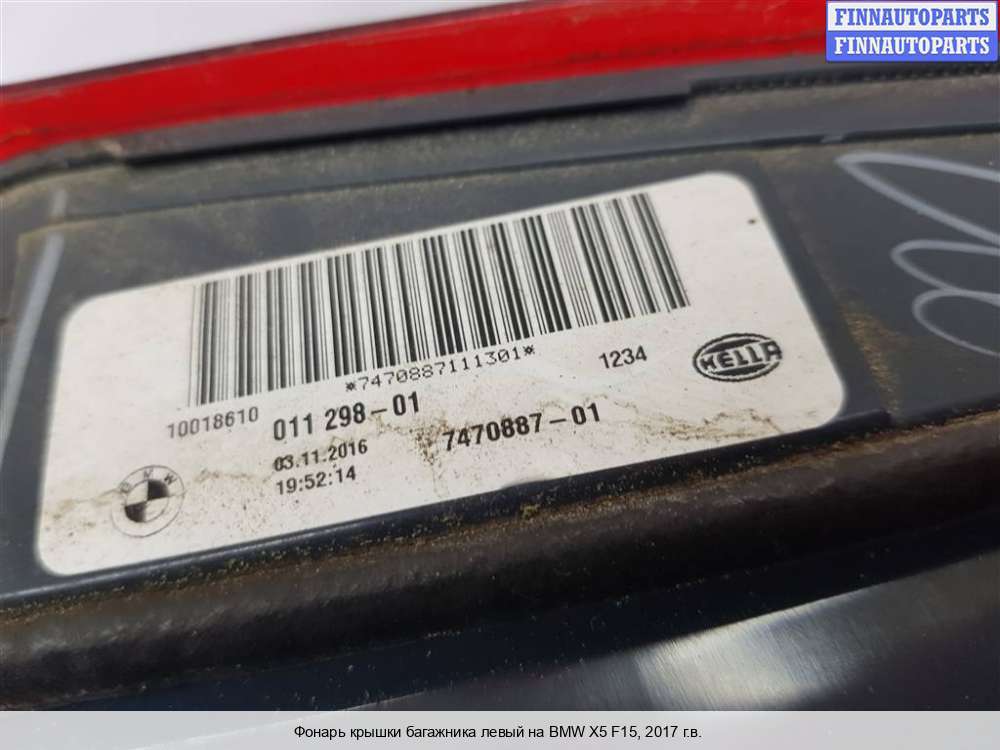 FINNAUTOPARTS
FINNAUTOPARTS
*7470887111301*
1234
HELLA
10018610
011 298-01
7470887-01
03.11.2016
19:52:14
BMW
Фонарь крышки багажника левый на BMW X5 F15, 2017 г.в.